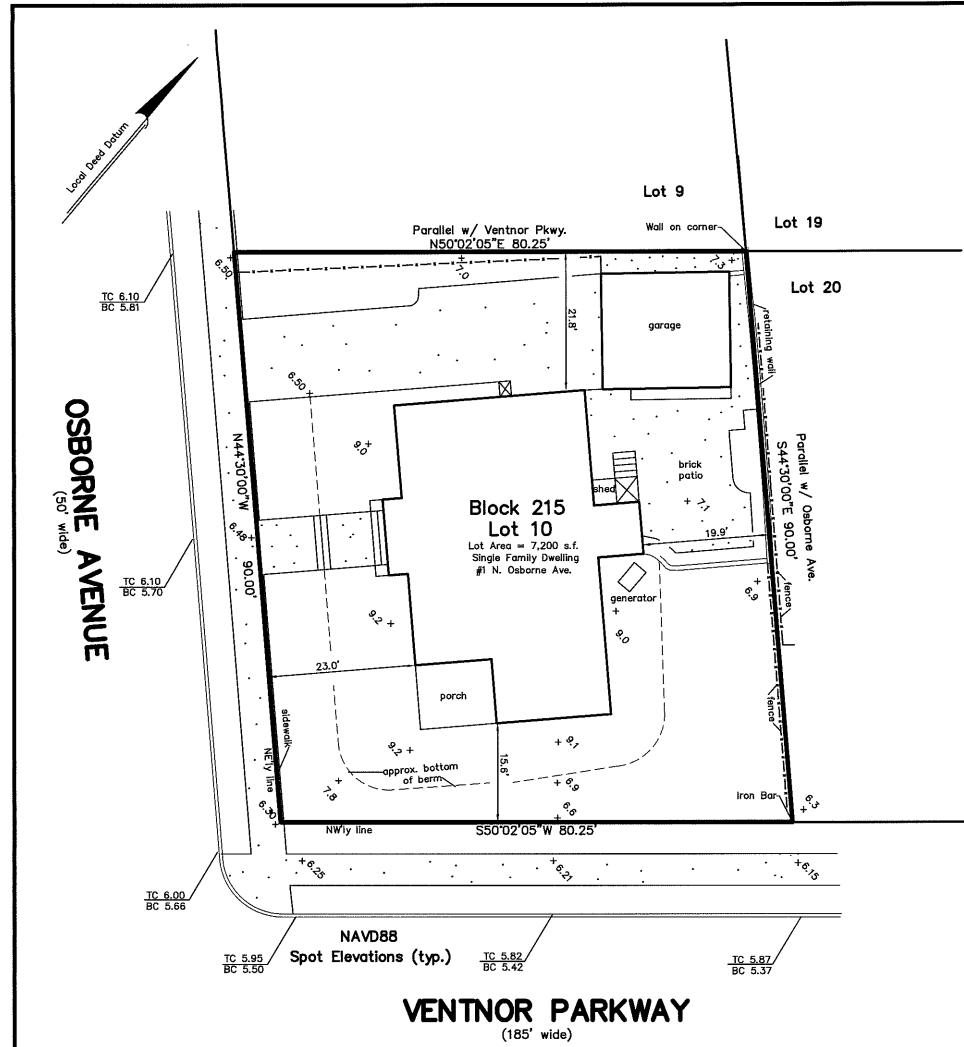 Local Deed Datum
Lot 9
Lot 19
Wall on corner
Parallel w/ Ventnor Pkwy.
N50°02'05"E 80.25'
6.50
7.0
7.3
Lot 20
TC 6.10
BC 5.81
21.8'
garage
retaining wall
6.50
OSBORNE AVENUE
(50' wide)
N44°30'00"W
90.00'
9.0
brick
patio
Parallel w/ Osborne Ave.
S44°30'00"E 90.00'
shed
7.1
Block 215
Lot 10
Lot Area = 7,200 s.f.
Single Family Dwelling
#1 N. Osborne Ave.
6.48
19.9'
TC 6.10
BC 5.70
generator
6.9
fence
9.2
9.0
23.0'
porch
fence
sidewalk
NE'ly line
9.2
9.1
15.6'
approx. bottom
of berm
7.8
6.9
6.6
Iron Bar
6.3
6.30
NW'ly line
S50°02'05"W 80.25'
6.25
6.21
6.15
TC 6.00
BC 5.66
NAVD88
Spot Elevations (typ.)
TC 5.95
BC 5.50
TC 5.82
BC 5.42
TC 5.87
BC 5.37
VENTNOR PARKWAY
(185' wide)